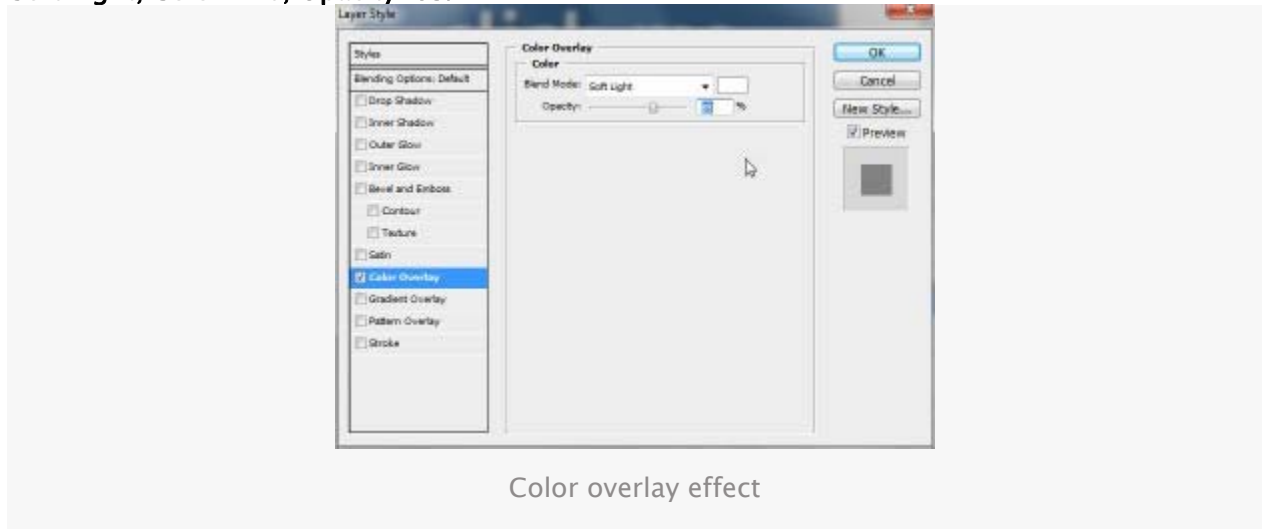 Layer Style
Styles
Blending Options: Default
Drop Shadow
Inner Shadow
Outer Glow
Inner Glow
Bevel and Emboss
Contour
Texture
Satin
Color Overlay
Gradient Overlay
Pattern Overlay
Stroke
Color Overlay
Color
Blend Mode: Soft Light
Opacity: %
OK
Cancel
New Style...
Preview
Color overlay effect